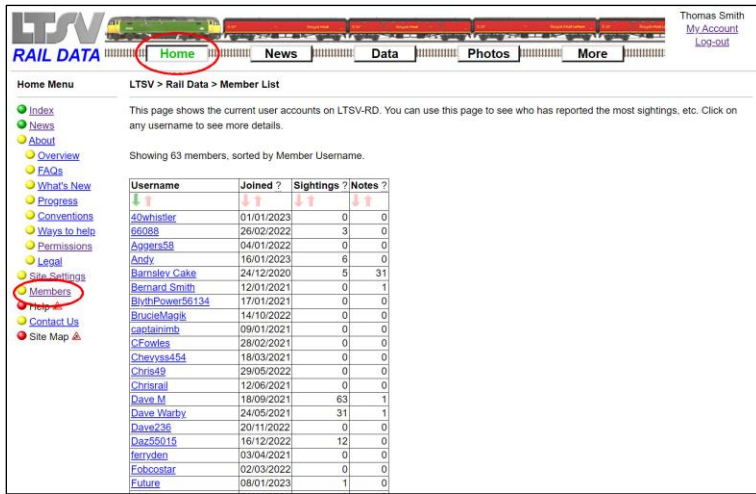 LTSV
RAIL DATA
Home
News
Data
Photos
More
Thomas Smith
My Account
Log-out
Home Menu
Index
News
About
Overview
FAQs
What's New
Progress
Conventions
Ways to help
Permissions
Legal
Site Settings
Members
Help
Contact Us
Site Map
LTSV > Rail Data > Member List
This page shows the current user accounts on LTSV-RD. You can use this page to see who has reported the most sightings, etc. Click on
any username to see more details.
Showing 63 members, sorted by Member Username.
Username Joined ? Sightings ? Notes ?
40whistler 01/01/2023 0 0
66088 26/02/2022 3 0
Aggers58 04/01/2022 0 0
Andy 16/01/2023 6 0
Barnsley Cake 24/12/2020 5 31
Bernard Smith 12/01/2021 0 1
BlythPower56134 17/01/2021 0 0
BrucieMagik 14/10/2022 0 0
captainimb 09/01/2021 0 0
CFowles 28/02/2021 0 0
Chevyss454 18/03/2021 0 0
Chris49 29/05/2022 0 0
Chrisrail 12/06/2021 0 0
Dave M 18/09/2021 63 1
Dave Warby 24/05/2021 31 1
Dave236 20/11/2022 0 0
Daz55015 16/12/2022 12 0
ferryden 03/04/2021 0 0
Fobcostar 02/03/2022 0 0
Future 08/01/2023 1 0